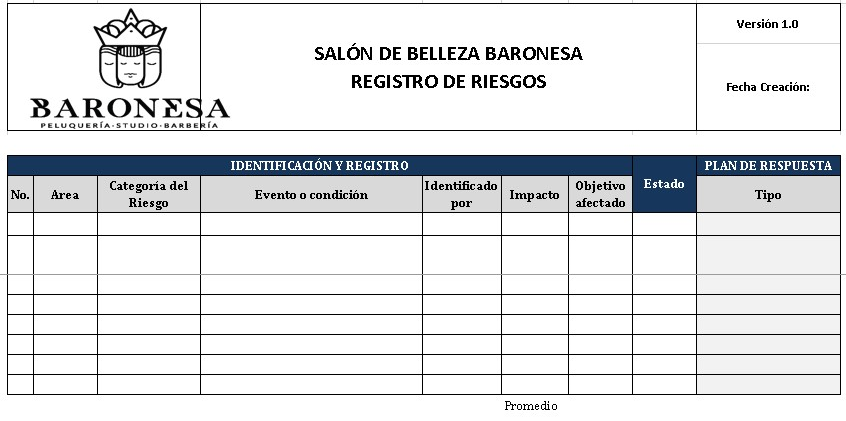 BARONESA
PELUQUERÍA·STUDIO·BARBERÍA
SALÓN DE BELLEZA BARONESA
REGISTRO DE RIESGOS
Versión 1.0
Fecha Creación:
IDENTIFICACIÓN Y REGISTRO
Estado
PLAN DE RESPUESTA
No.
Area
Categoría del
Riesgo
Evento o condición
Identificado
por
Impacto
Objetivo
afectado
Tipo
Promedio